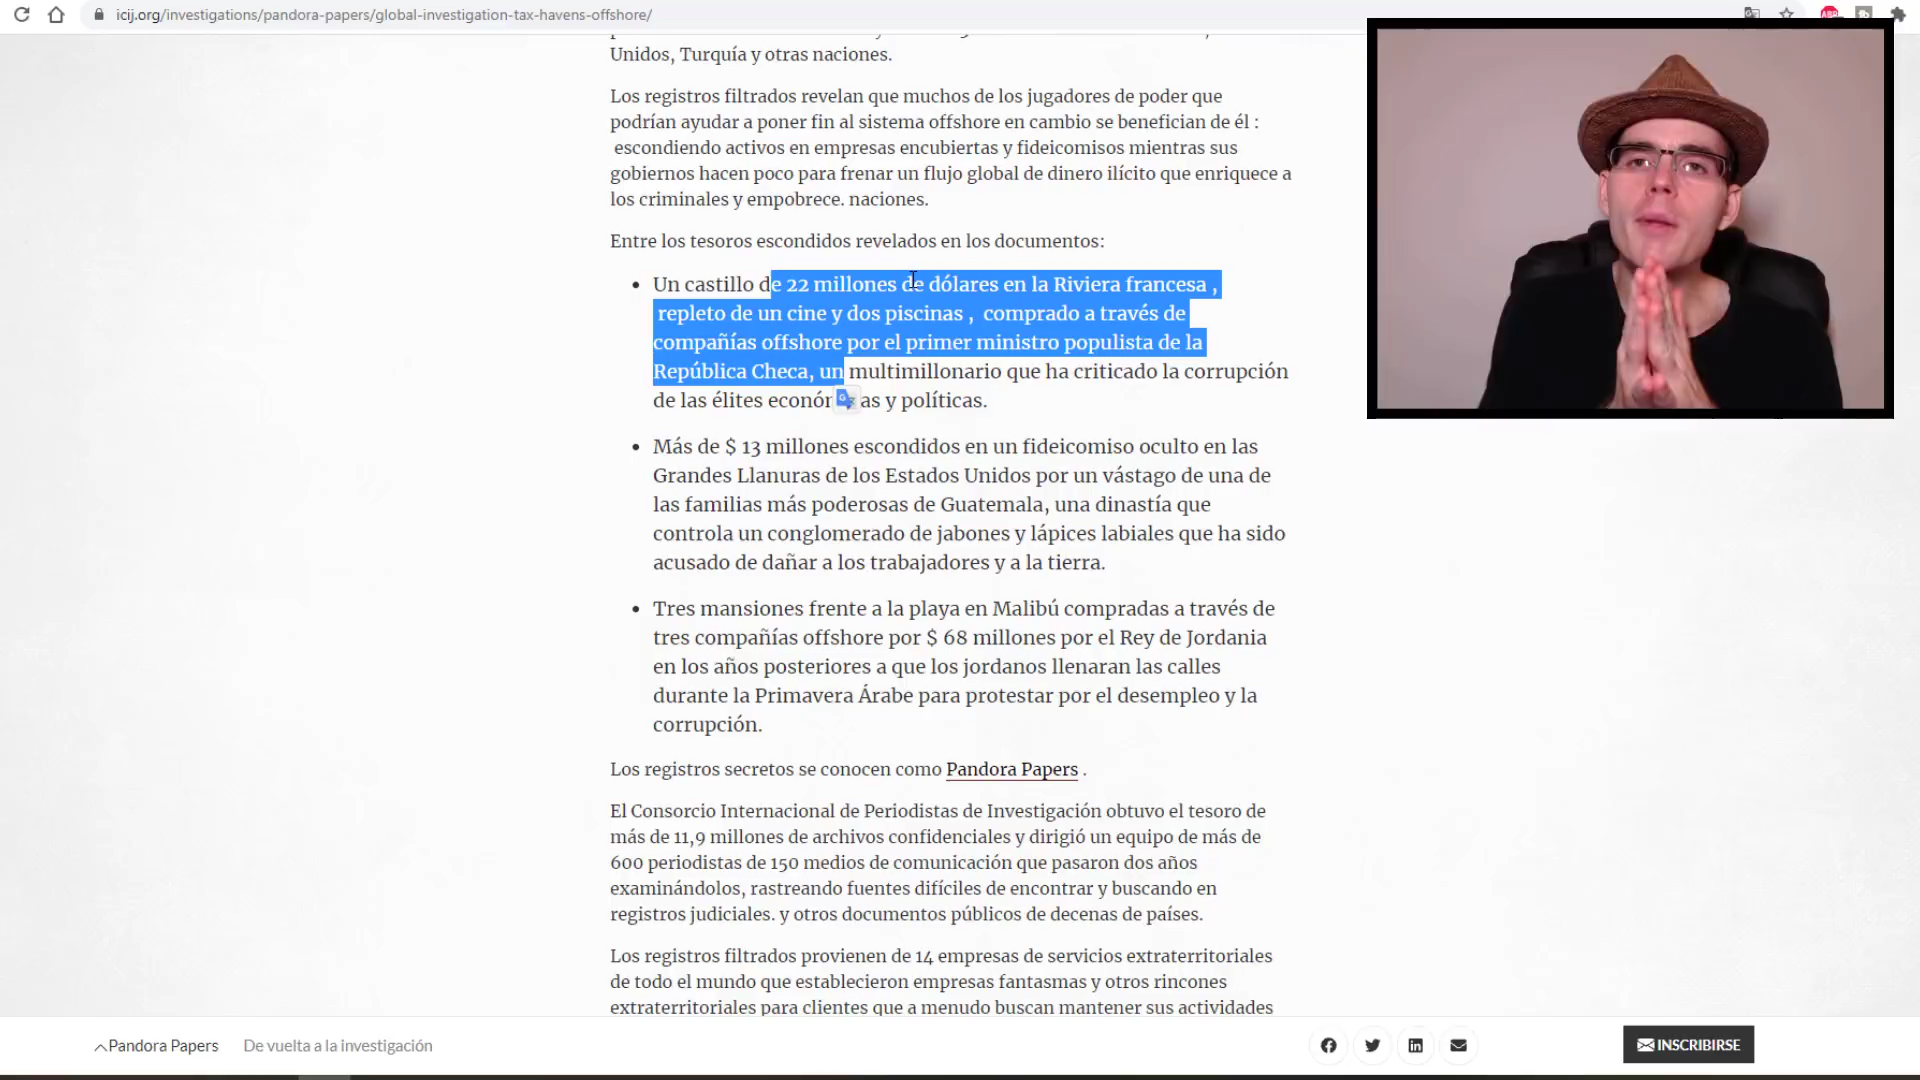 icij.org/investigations/pandora-papers/global-investigation-tax-havens-offshore/
Unidos, Turquía y otras naciones.
Los registros filtrados revelan que muchos de los jugadores de poder que
podrían ayudar a poner fin al sistema offshore en cambio se benefician de él :
escondiendo activos en empresas encubiertas y fideicomisos mientras sus
gobiernos hacen poco para frenar un flujo global de dinero ilícito que enriquece a
los criminales y empobrece. naciones.
Entre los tesoros escondidos revelados en los documentos:
• Un castillo de 22 millones de dólares en la Riviera francesa ,
repleto de un cine y dos piscinas , comprado a través de
compañías offshore por el primer ministro populista de la
República Checa, un multimillonario que ha criticado la corrupción
de las élites económ as y políticas.
• Más de $ 13 millones escondidos en un fideicomiso oculto en las
Grandes Llanuras de los Estados Unidos por un vástago de una de
las familias más poderosas de Guatemala, una dinastía que
controla un conglomerado de jabones y lápices labiales que ha sido
acusado de dañar a los trabajadores y a la tierra.
• Tres mansiones frente a la playa en Malibú compradas a través de
tres compañías offshore por $ 68 millones por el Rey de Jordania
en los años posteriores a que los jordanos llenaran las calles
durante la Primavera Árabe para protestar por el desempleo y la
corrupción.
Los registros secretos se conocen como Pandora Papers .
El Consorcio Internacional de Periodistas de Investigación obtuvo el tesoro de
más de 11,9 millones de archivos confidenciales y dirigió un equipo de más de
600 periodistas de 150 medios de comunicación que pasaron dos años
examinándolos, rastreando fuentes difíciles de encontrar y buscando en
registros judiciales. y otros documentos públicos de decenas de países.
Los registros filtrados provienen de 14 empresas de servicios extraterritoriales
de todo el mundo que establecieron empresas fantasmas y otros rincones
extraterritoriales para clientes que a menudo buscan mantener sus actividades
Pandora Papers De vuelta a la investigación
INSCRIBIRSE